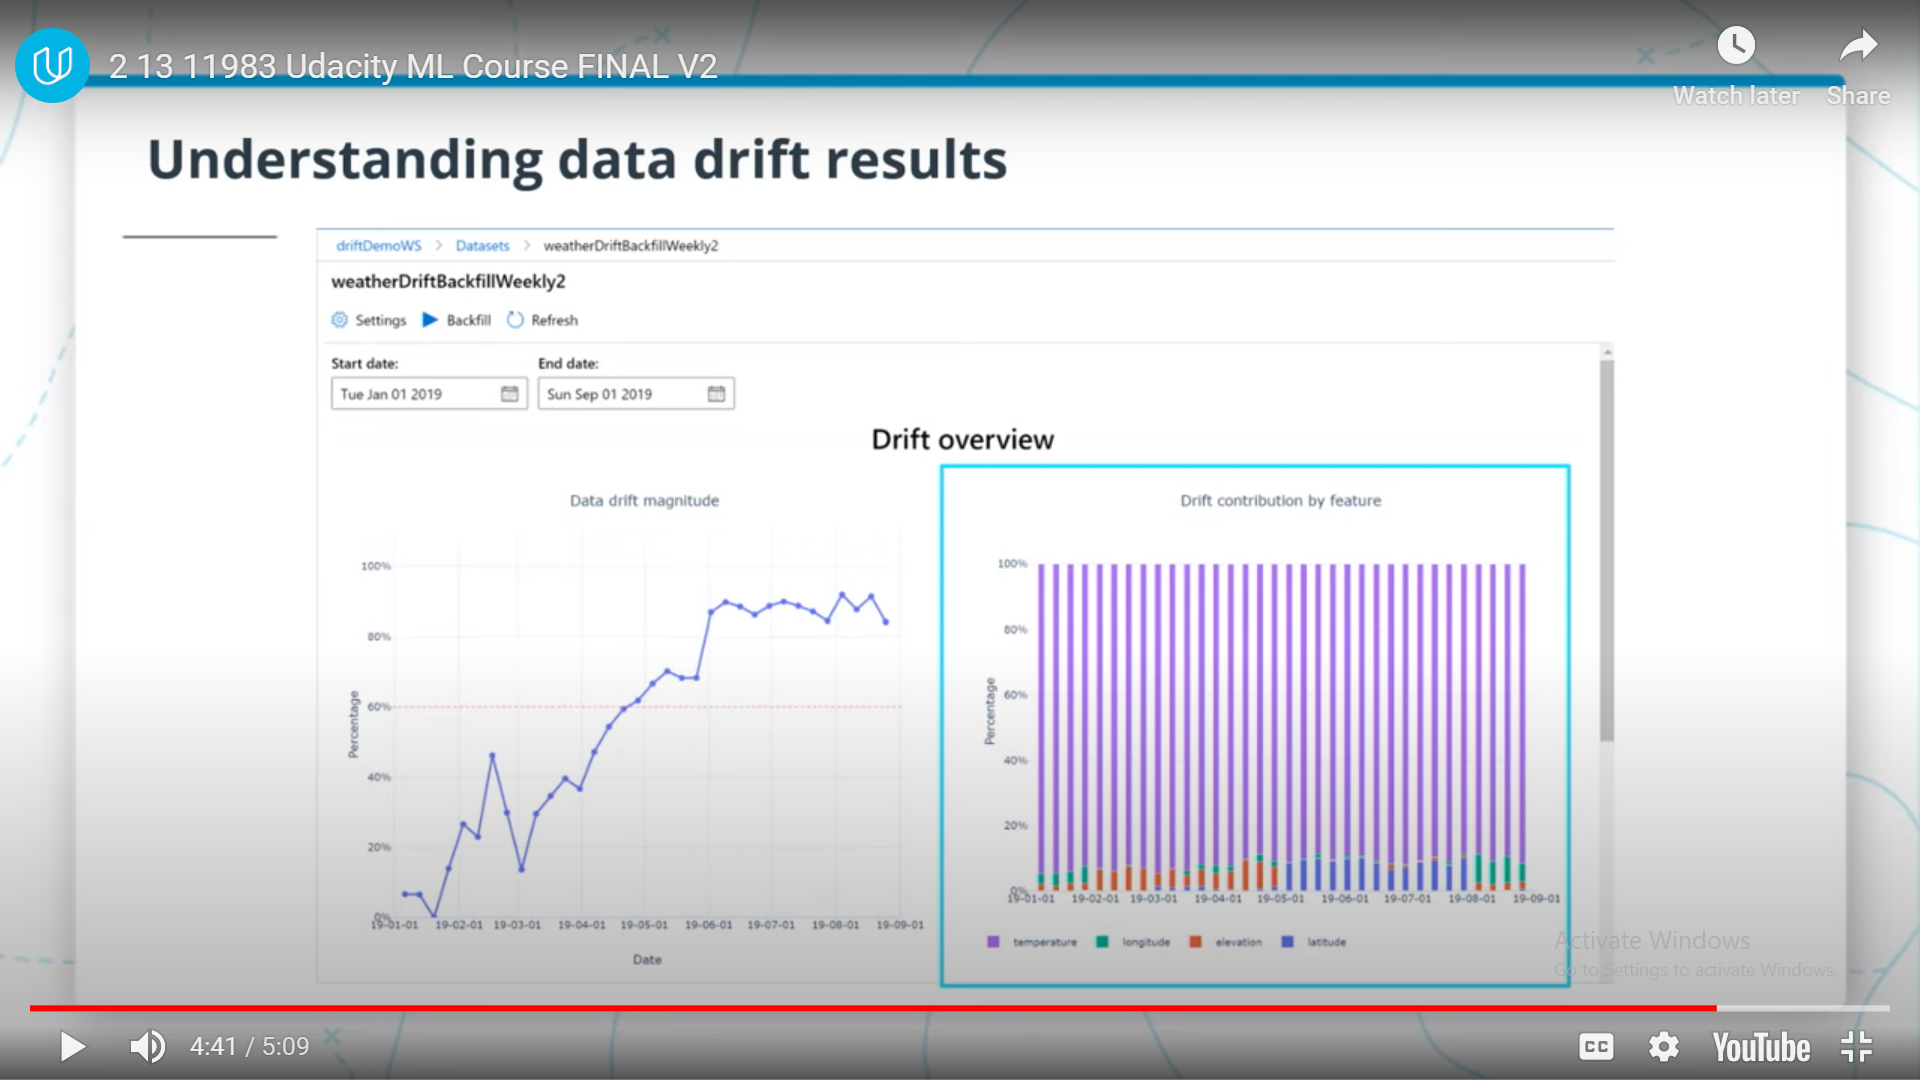 2 13 11983 Udacity ML Course FINAL V2
Watch later
Share
Understanding data drift results
driftDemoWS > Datasets > weatherDriftBackfillWeekly2
weatherDriftBackfillWeekly2
Settings Backfill Refresh
Start date: End date:
Tue Jan 01 2019 Sun Sep 01 2019
Drift overview
Data drift magnitude
100%
80%
60%
40%
20%
0%
Percentage
19-01-01 19-02-01 19-03-01 19-04-01 19-05-01 19-06-01 19-07-01 19-08-01 19-09-01
Date
Drift contribution by feature
100%
80%
60%
40%
20%
0%
Percentage
19-01-01 19-02-01 19-03-01 19-04-01 19-05-01 19-06-01 19-07-01 19-08-01 19-09-01
temperature longitude elevation latitude
Activate Windows
Go to Settings to activate Windows.
4:41 / 5:09
CC
YouTube